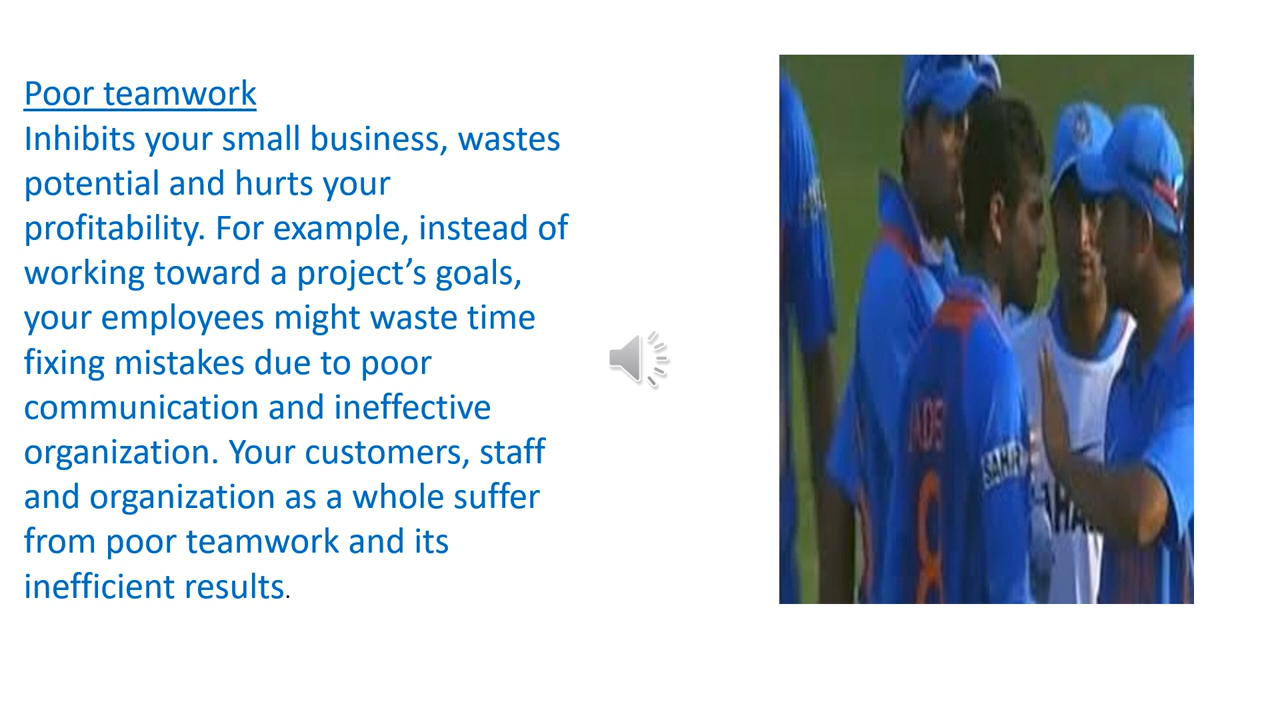 Poor teamwork
Inhibits your small business, wastes
potential and hurts your
profitability. For example, instead of
working toward a project’s goals,
your employees might waste time
fixing mistakes due to poor
communication and ineffective
organization. Your customers, staff
and organization as a whole suffer
from poor teamwork and its
inefficient results.
JADE
8